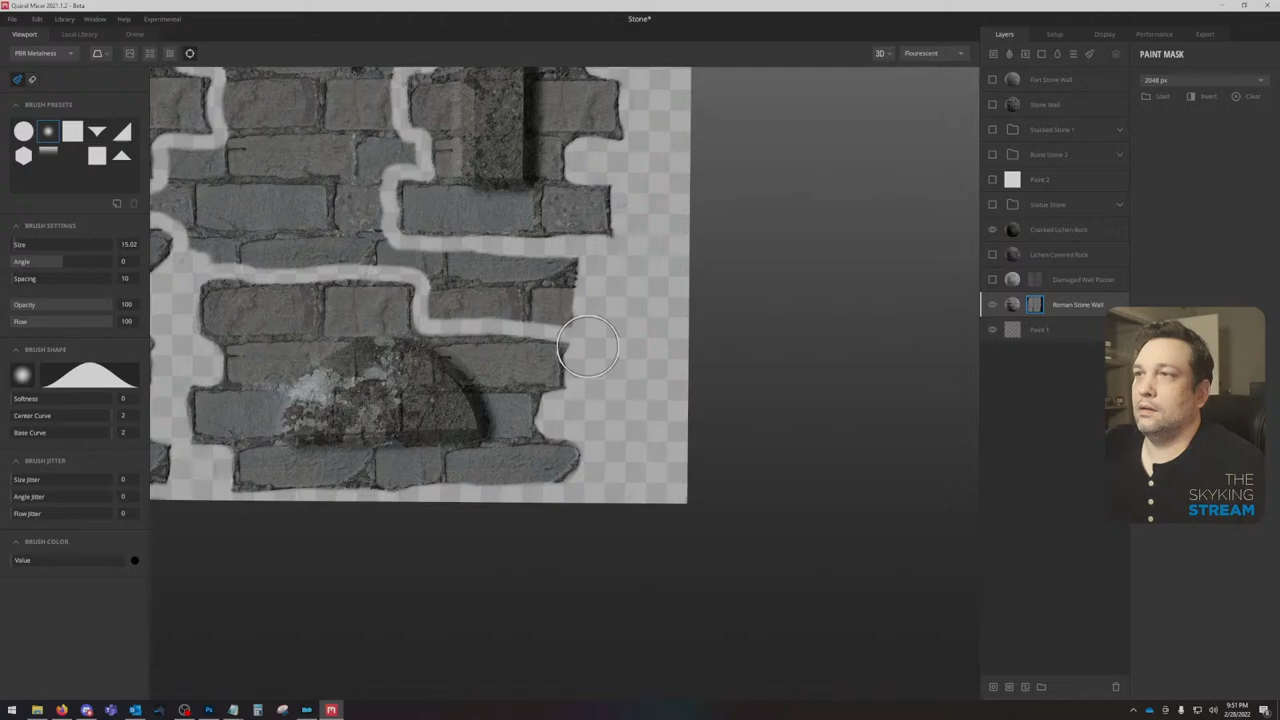 Quixel Mixer 2021.1.2 - Beta
File Edit Library Window Help Experimental
Stone*
Viewport Local Library Online
Layers Setup Display Performance Export
PBR Metalness
3D Flourescent
PAINT MASK
2048 px
Load Invert Clear
BRUSH PRESETS
BRUSH SETTINGS
Size 15.02
Angle 0
Spacing 10
Opacity 100
Flow 100
BRUSH SHAPE
Softness 0
Center Curve 2
Base Curve 2
BRUSH JITTER
Size Jitter 0
Angle Jitter 0
Flow Jitter 0
BRUSH COLOR
Value
Fort Stone Wall
Stone Wall
Stacked Stone 1
Ruins Stone 2
Paint 2
Statue Stone
Cracked Lichen Rock
Lichen Covered Rock
Damaged Wall Plaster
Roman Stone Wall
Paint 1
THE
SKYKING
STREAM
9:51 PM
2/28/2022